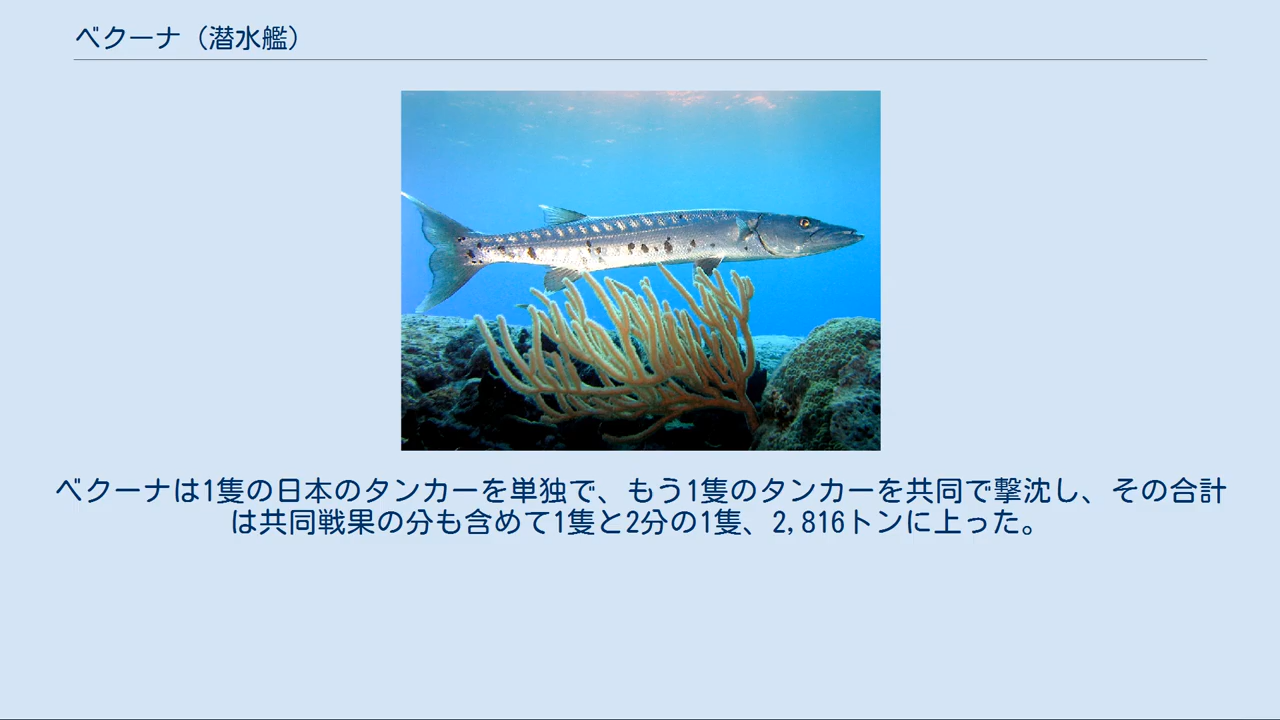 ベクーナ（潜水艦）
ベクーナは1隻の日本のタンカーを単独で、もう1隻のタンカーを共同で撃沈し、その合計
は共同戦果の分も含めて1隻と2分の1隻、2,816トンに上った。